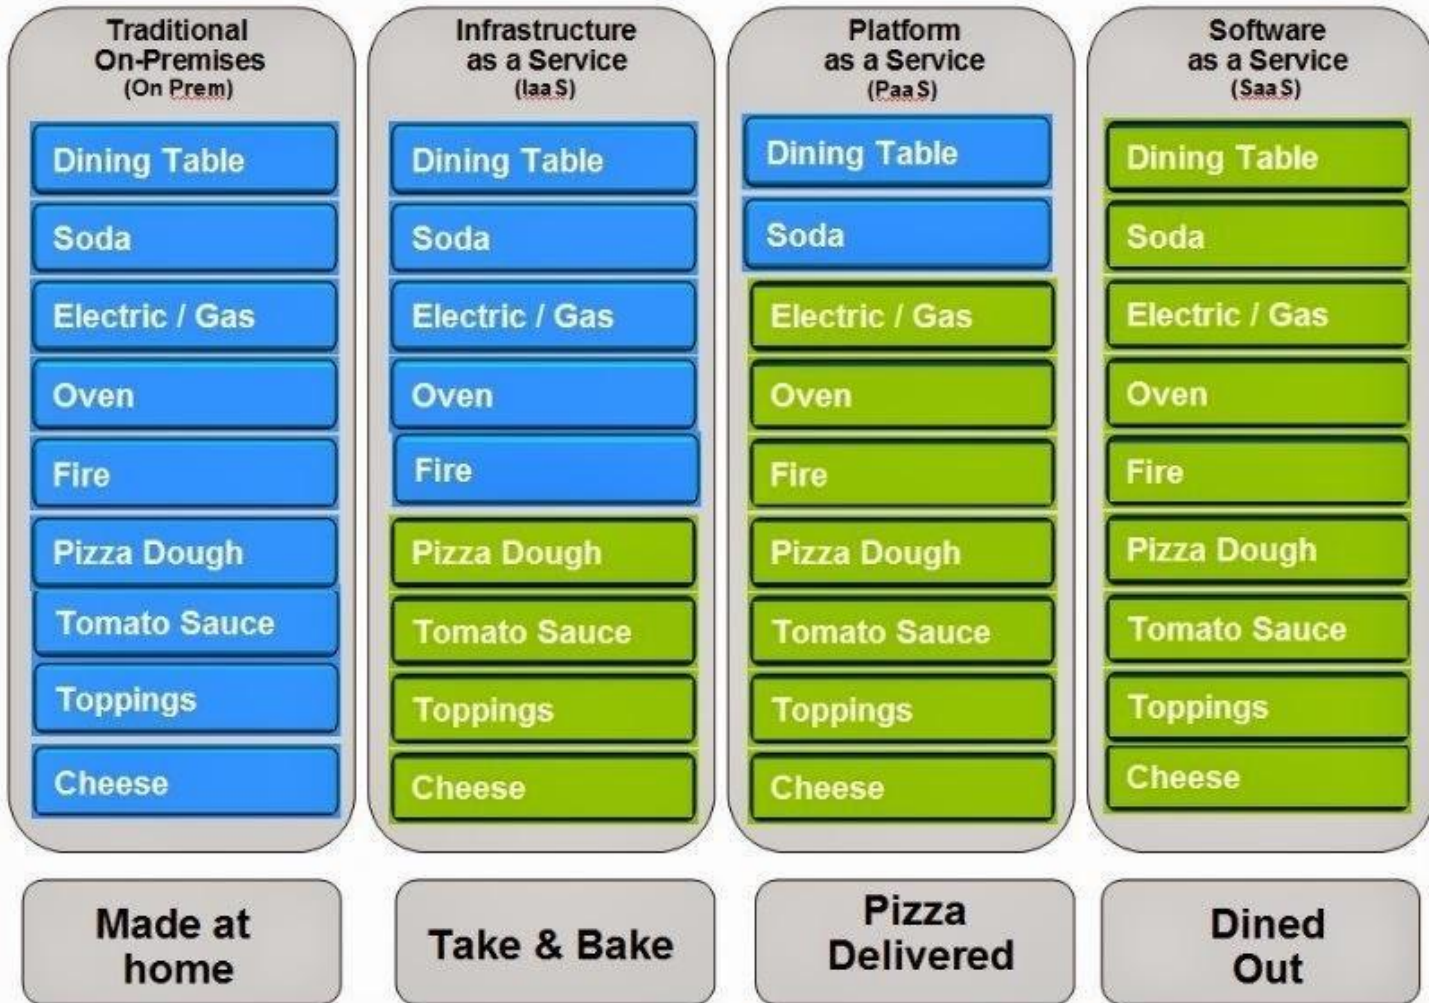 Traditional
On-Premises
(On Prem)
Dining Table
Soda
Electric / Gas
Oven
Fire
Pizza Dough
Tomato Sauce
Toppings
Cheese
Made at
home
Infrastructure
as a Service
(IaaS)
Dining Table
Soda
Electric / Gas
Oven
Fire
Pizza Dough
Tomato Sauce
Toppings
Cheese
Take & Bake
Platform
as a Service
(PaaS)
Dining Table
Soda
Electric / Gas
Oven
Fire
Pizza Dough
Tomato Sauce
Toppings
Cheese
Pizza
Delivered
Software
as a Service
(SaaS)
Dining Table
Soda
Electric / Gas
Oven
Fire
Pizza Dough
Tomato Sauce
Toppings
Cheese
Dined
Out